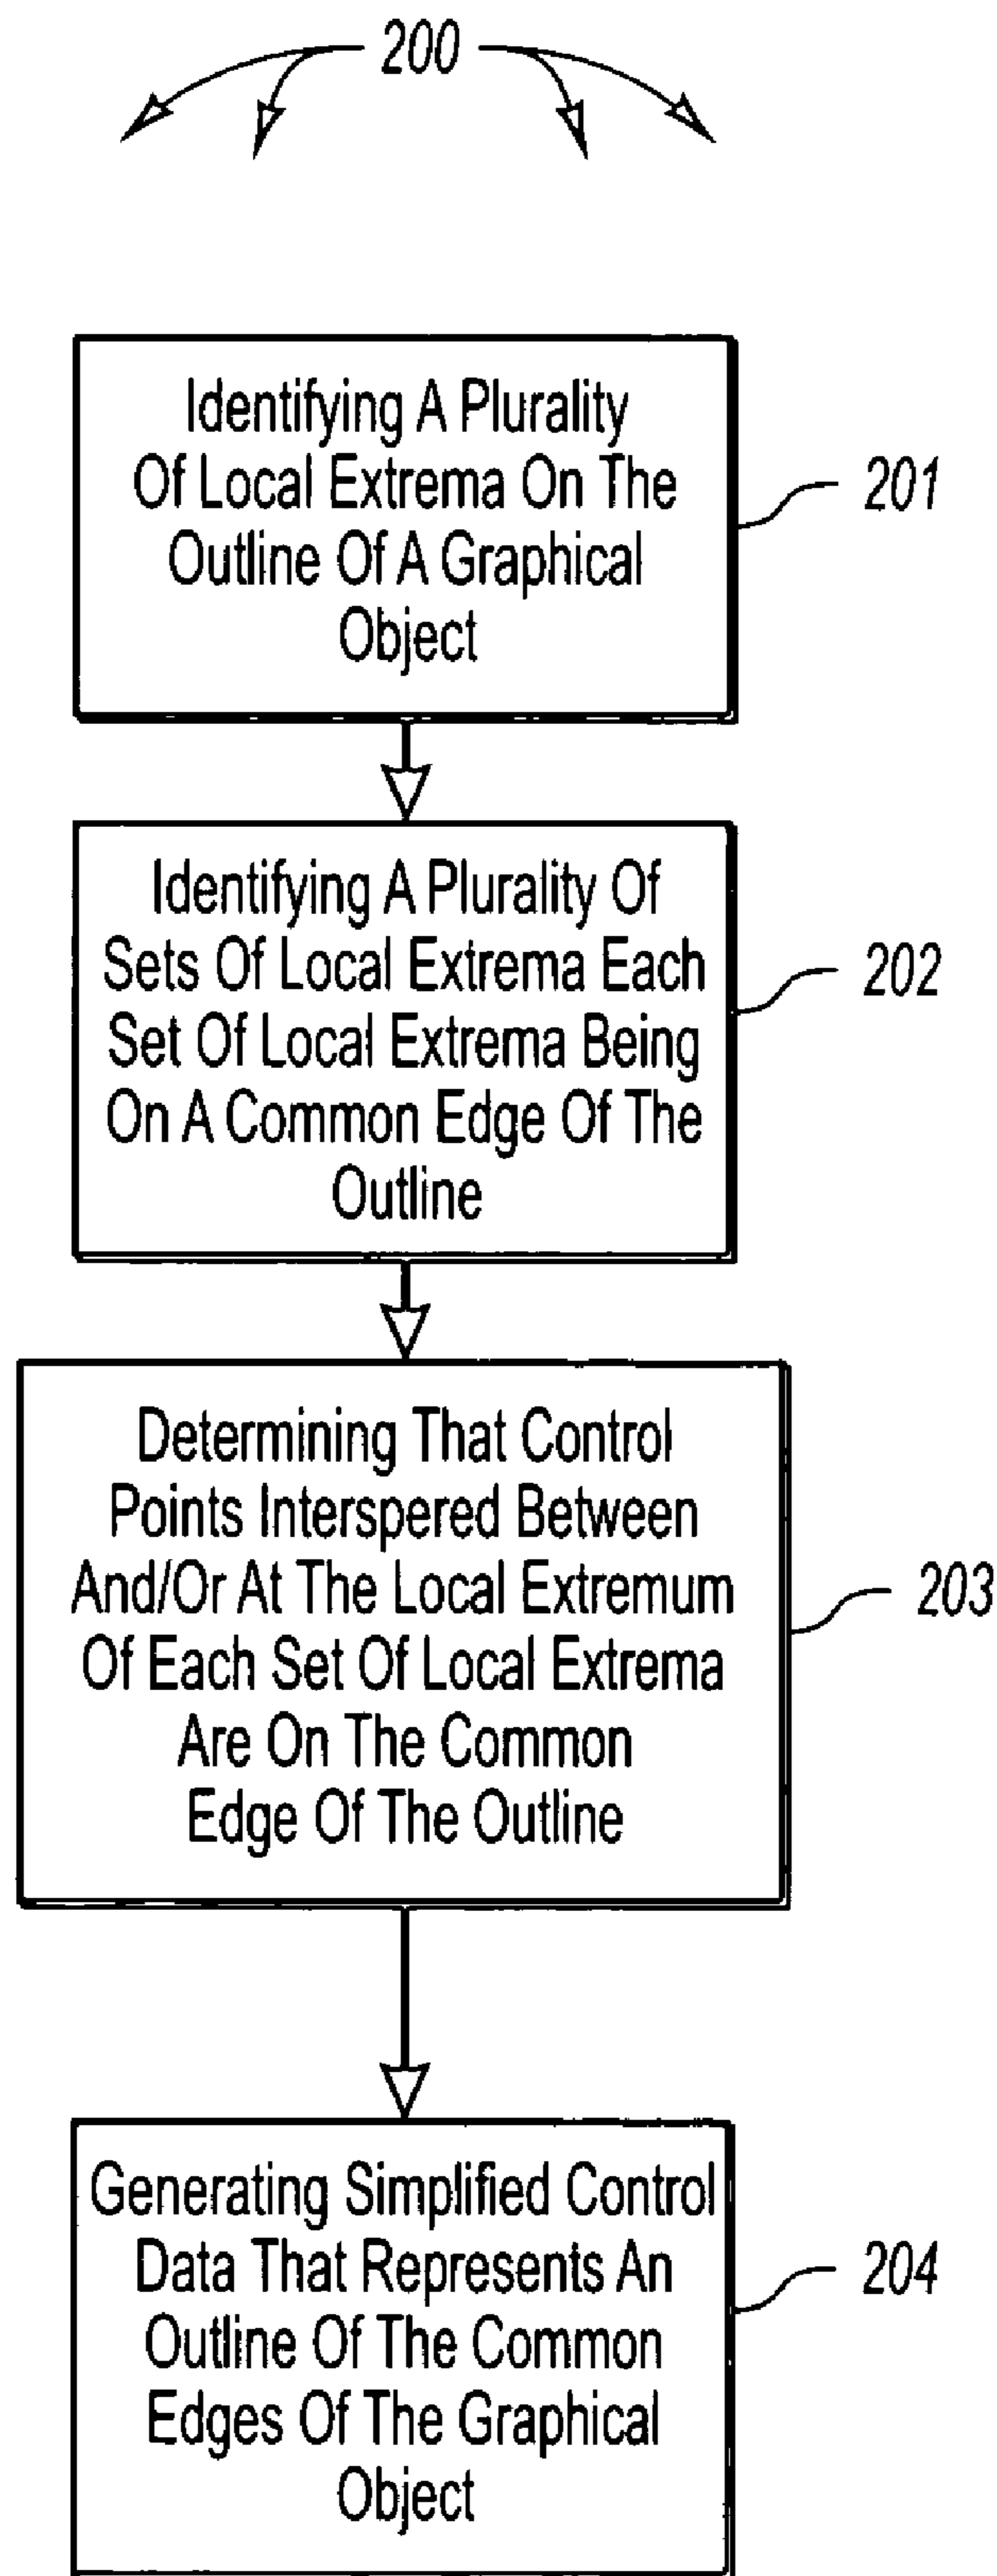 200
Identifying A Plurality
Of Local Extrema On The
Outline Of A Graphical
Object
201
Identifying A Plurality Of
Sets Of Local Extrema Each
Set Of Local Extrema Being
On A Common Edge Of The
Outline
202
Determining That Control
Points Interspered Between
And/Or At The Local Extremum
Of Each Set Of Local Extrema
Are On The Common
Edge Of The Outline
203
Generating Simplified Control
Data That Represents An
Outline Of The Common
Edges Of The Graphical
Object
204